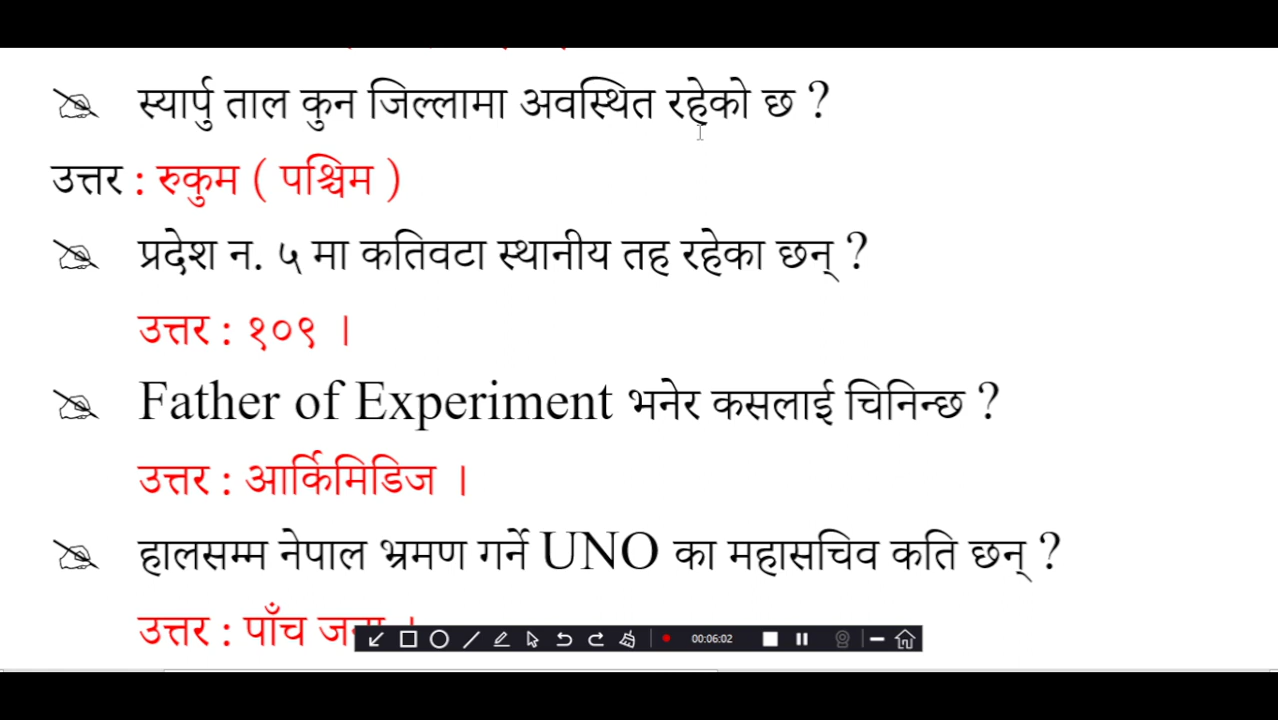 स्यार्पु ताल कुन जिल्लामा अवस्थित रहेको छ ?
उत्तर : रुकुम ( पश्चिम )
प्रदेश न. ५ मा कतिवटा स्थानीय तह रहेका छन् ?
उत्तर : १०९ ।
Father of Experiment भनेर कसलाई चिनिन्छ ?
उत्तर : आर्किमिडिज ।
हालसम्म नेपाल भ्रमण गर्ने UNO का महासचिव कति छन् ?
उत्तर : पाँच
00:06:02